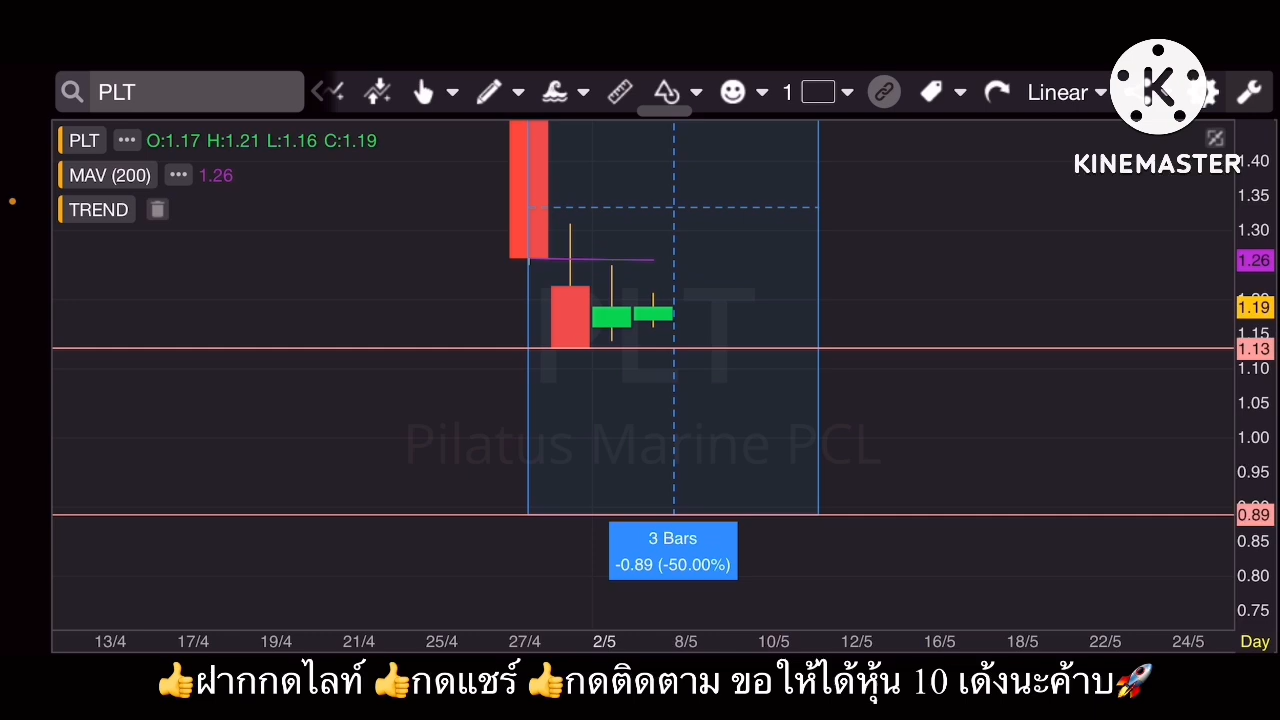 PLT
1
Linear
KINEMASTER
PLT ••• O:1.17 H:1.21 L:1.16 C:1.19
MAV (200) ••• 1.26
TREND
1.40
1.35
1.30
1.26
1.19
1.15
1.13
1.10
1.05
1.00
0.95
0.89
0.85
0.80
0.75
PLT
Pilatus Marine PCL
3 Bars
-0.89 (-50.00%)
13/4 17/4 19/4 21/4 25/4 27/4 2/5 8/5 10/5 12/5 16/5 18/5 22/5 24/5 Day
👍ฝากกดไลท์ 👍กดแชร์ 👍กดติดตาม ขอให้ได้หุ้น 10 เด้งนะค้าบ🚀